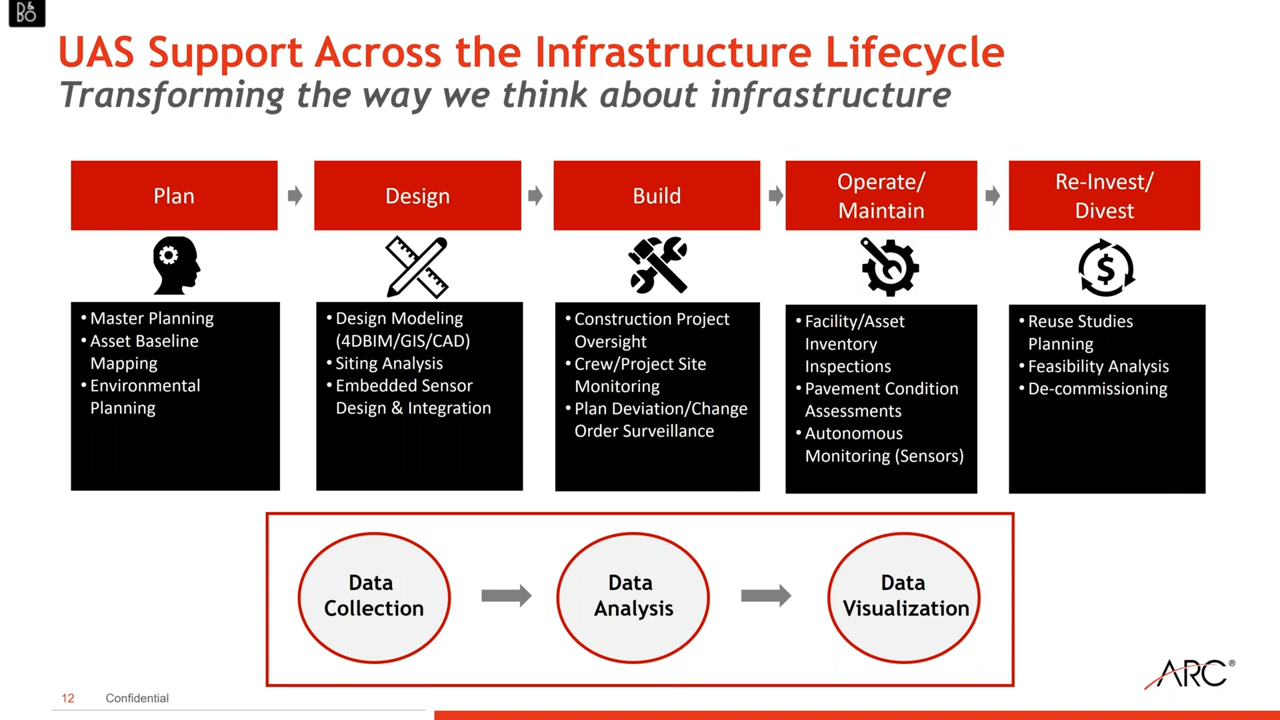 B&O
UAS Support Across the Infrastructure Lifecycle
Transforming the way we think about infrastructure
Plan
Design
Build
Operate/
Maintain
Re-Invest/
Divest
• Master Planning
• Asset Baseline
Mapping
• Environmental
Planning
• Design Modeling
(4DBIM/GIS/CAD)
• Siting Analysis
• Embedded Sensor
Design & Integration
• Construction Project
Oversight
• Crew/Project Site
Monitoring
• Plan Deviation/Change
Order Surveillance
• Facility/Asset
Inventory
Inspections
• Pavement Condition
Assessments
• Autonomous
Monitoring (Sensors)
• Reuse Studies
Planning
• Feasibility Analysis
• De-commissioning
Data
Collection
Data
Analysis
Data
Visualization
12 Confidential
ARC®